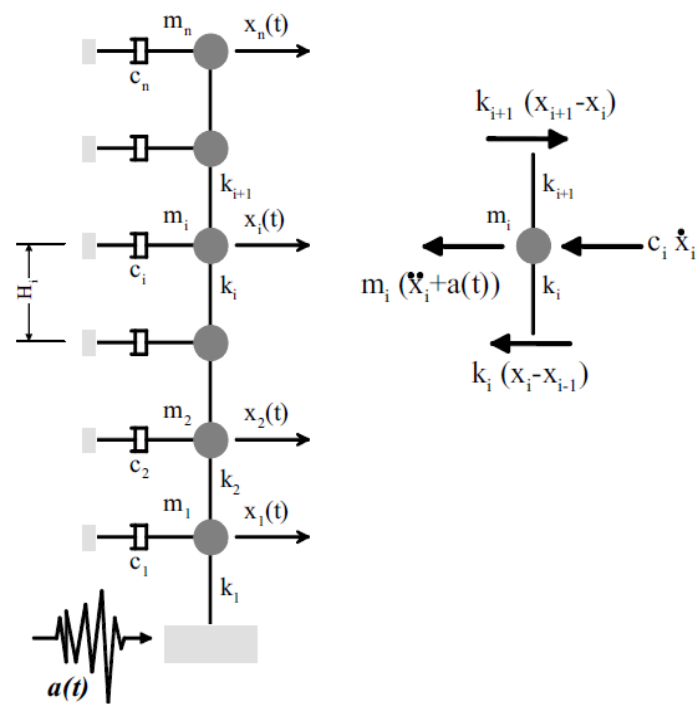 mₙ xₙ(t)
cₙ
kᵢ₊₁
mᵢ xᵢ(t)
cᵢ
Hᵢ
kᵢ
m₂ x₂(t)
c₂
k₂
m₁ x₁(t)
c₁
k₁
a(t)
kᵢ₊₁ (xᵢ₊₁-xᵢ)
kᵢ₊₁
mᵢ
cᵢ ẋᵢ
mᵢ (ẍᵢ+a(t))
kᵢ
kᵢ (xᵢ-xᵢ₋₁)